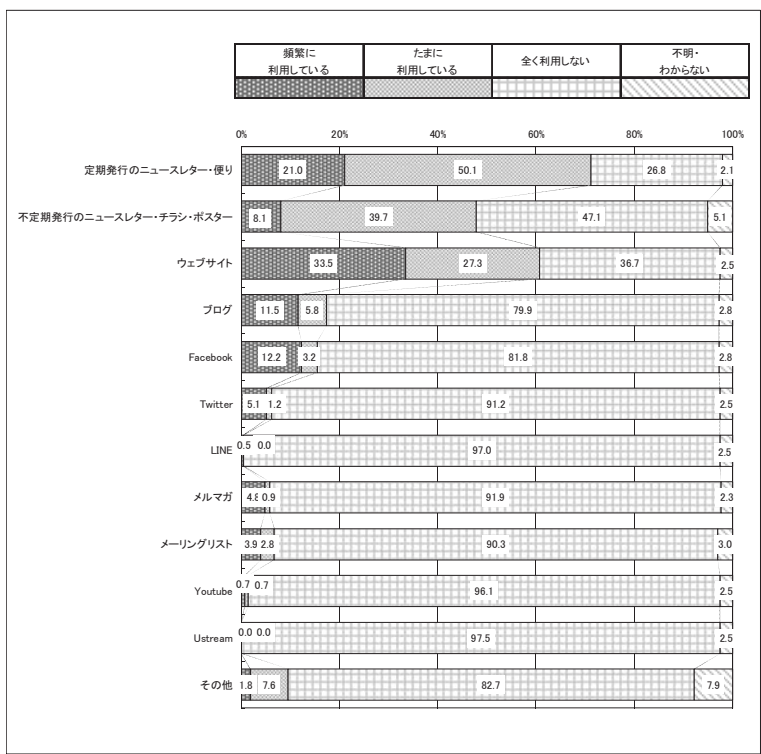 頻繁に
利用している
たまに
利用している
全く利用しない
不明・
わからない
0% 20% 40% 60% 80% 100%
定期発行のニュースレター・便り 21.0 50.1 26.8 2.1
不定期発行のニュースレター・チラシ・ポスター 8.1 39.7 47.1 5.1
ウェブサイト 33.5 27.3 36.7 2.5
ブログ 11.5 5.8 79.9 2.8
Facebook 12.2 3.2 81.8 2.8
Twitter 5.1 1.2 91.2 2.5
LINE 0.5 0.0 97.0 2.5
メルマガ 4.8 0.9 91.9 2.3
メーリングリスト 3.9 2.8 90.3 3.0
Youtube 0.7 0.7 96.1 2.5
Ustream 0.0 0.0 97.5 2.5
その他 1.8 7.6 82.7 7.9